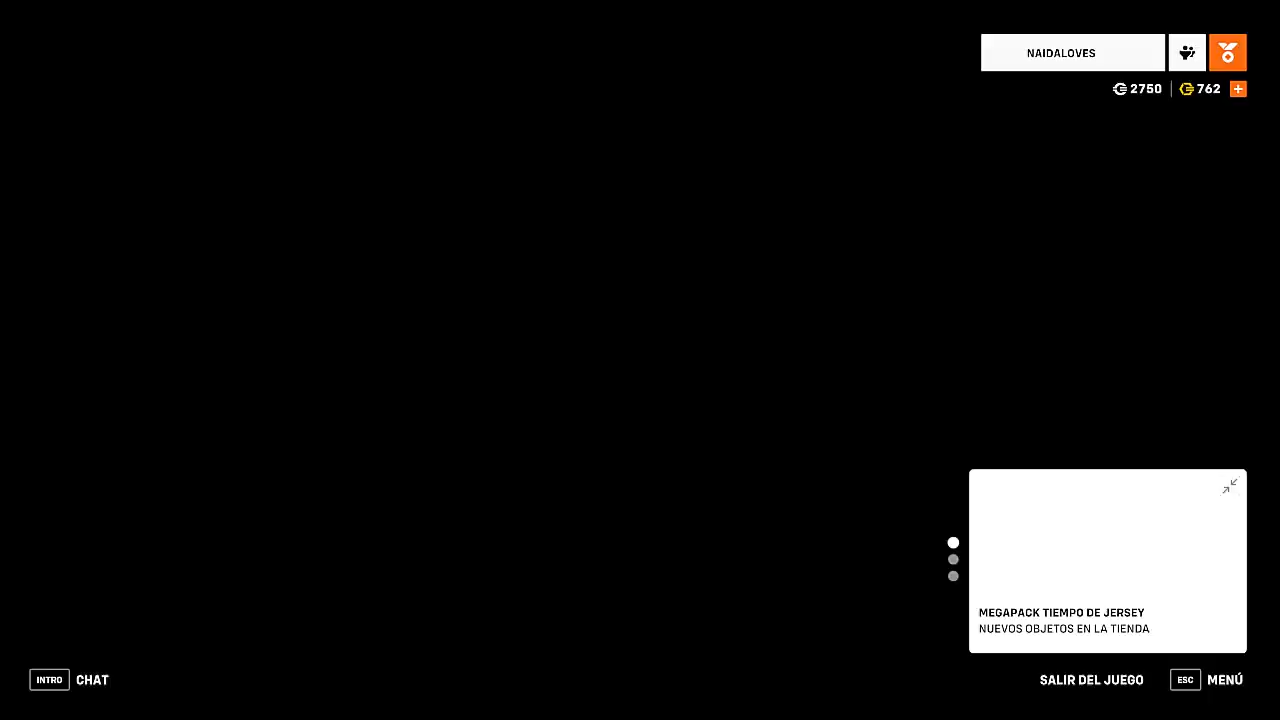 NAIDALOVES
2750
762
MEGAPACK TIEMPO DE JERSEY
NUEVOS OBJETOS EN LA TIENDA
INTRO CHAT
SALIR DEL JUEGO
ESC MENÚ